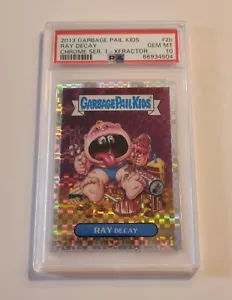 2013 GARBAGE PAIL KIDS #2B
RAY DECAY GEM MT
CHROME SER. 1 - XFRACTOR 10
PSA 66934504
GARBAGE PAIL KIDS
RAY DECAY